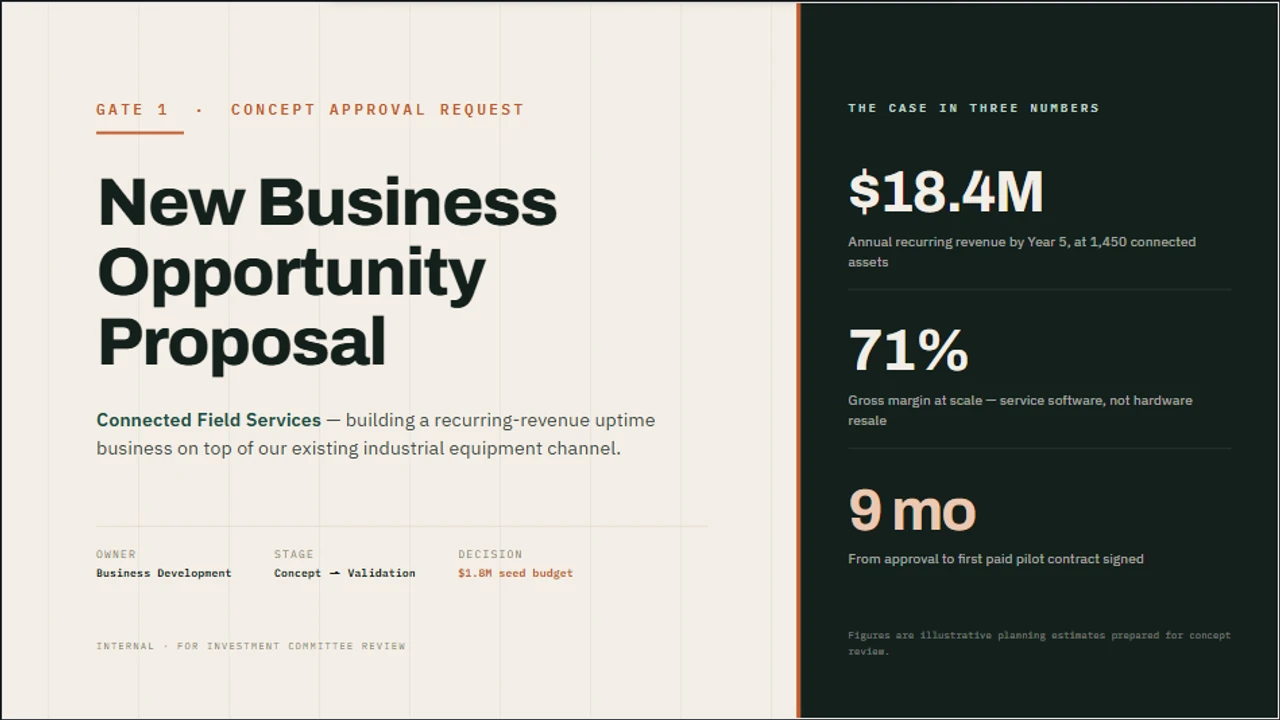 GATE 1 · CONCEPT APPROVAL REQUEST
New Business
Opportunity
Proposal
Connected Field Services — building a recurring-revenue uptime
business on top of our existing industrial equipment channel.
OWNER
Business Development
STAGE
Concept → Validation
DECISION
$1.8M seed budget
INTERNAL · FOR INVESTMENT COMMITTEE REVIEW
THE CASE IN THREE NUMBERS
$18.4M
Annual recurring revenue by Year 5, at 1,450 connected
assets
71%
Gross margin at scale — service software, not hardware
resale
9 mo
From approval to first paid pilot contract signed
Figures are illustrative planning estimates prepared for concept
review.